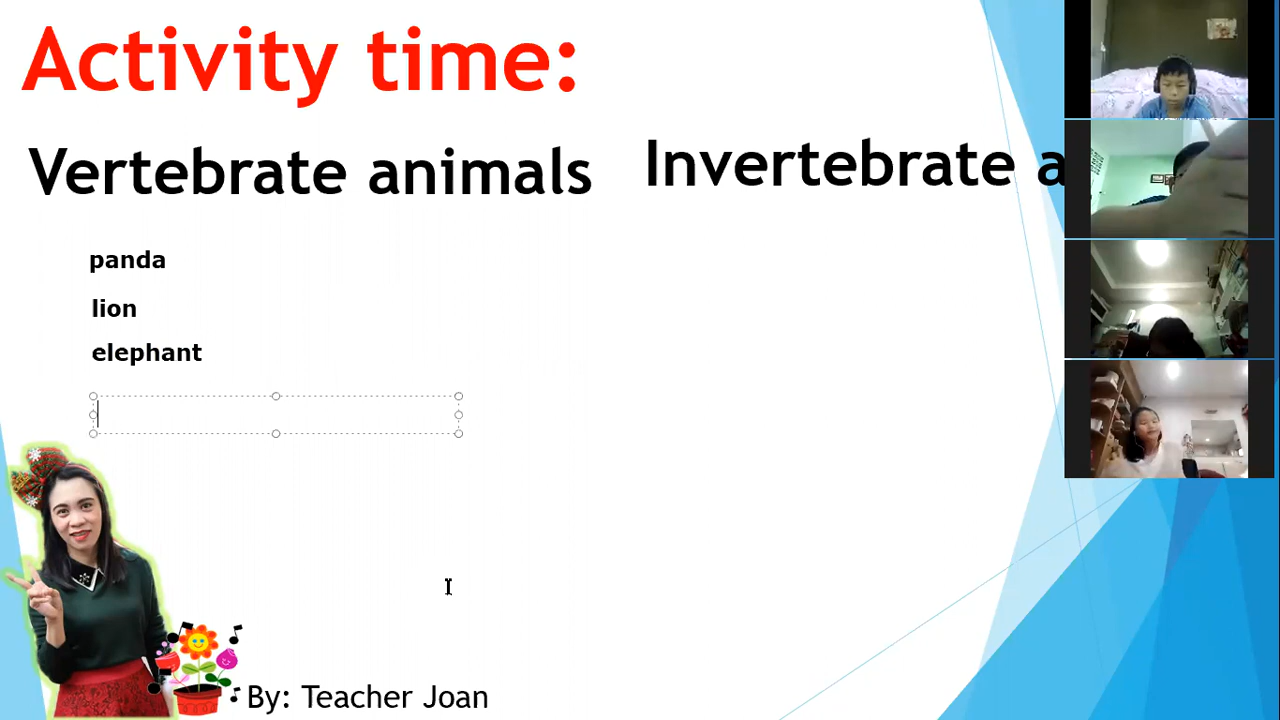 Activity time:
Vertebrate animals
Invertebrate a
panda
lion
elephant
By: Teacher Joan